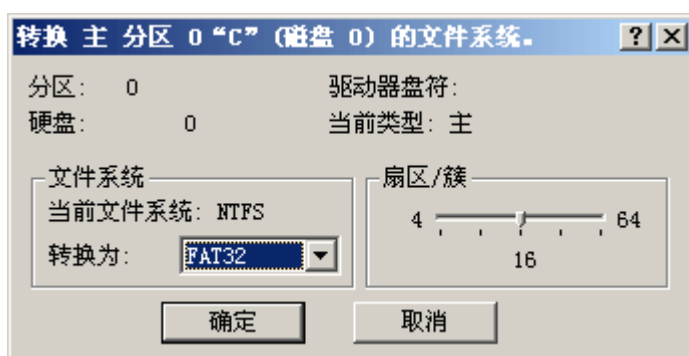 转换 主 分区 0 “C” (磁盘 0) 的文件系统。
分区: 0 驱动器盘符:
硬盘: 0 当前类型: 主
文件系统 扇区/簇
当前文件系统: NTFS
4 64
转换为: FAT32
16
确定 取消